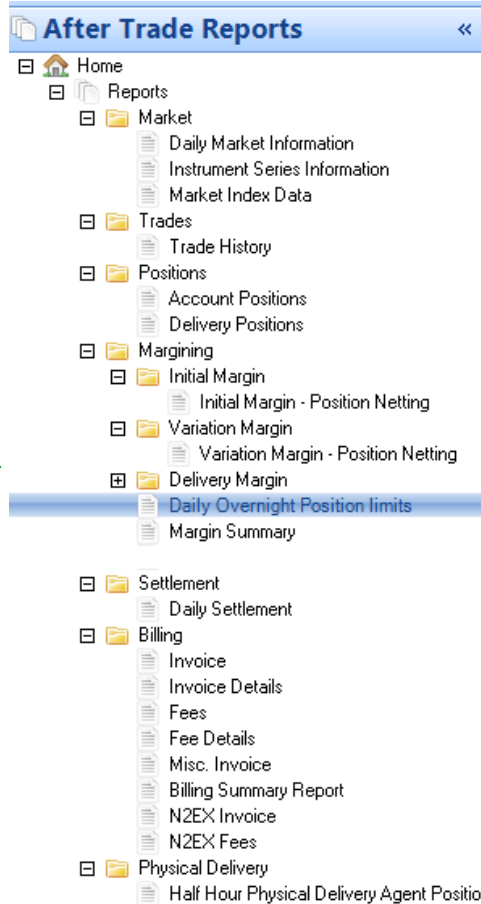 After Trade Reports «
Home
Reports
Market
Daily Market Information
Instrument Series Information
Market Index Data
Trades
Trade History
Positions
Account Positions
Delivery Positions
Margining
Initial Margin
Initial Margin - Position Netting
Variation Margin
Variation Margin - Position Netting
Delivery Margin
Daily Overnight Position limits
Margin Summary
Settlement
Daily Settlement
Billing
Invoice
Invoice Details
Fees
Fee Details
Misc. Invoice
Billing Summary Report
N2EX Invoice
N2EX Fees
Physical Delivery
Half Hour Physical Delivery Agent Positio